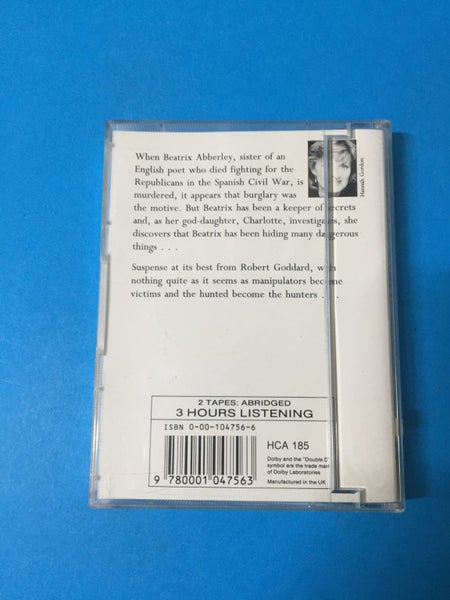 When Beatrix Abberley, sister of an
English poet who died fighting for the
Republicans in the Spanish Civil War, is
murdered, it appears that burglary was
the motive. But Beatrix has been a keeper of secrets
and, as her god-daughter, Charlotte, investigates, she
discovers that Beatrix has been hiding many dangerous
things . . .
Hannah Gordon
Suspense at its best from Robert Goddard, with
nothing quite as it seems as manipulators become
victims and the hunted become the hunters . . .
2 TAPES: ABRIDGED
3 HOURS LISTENING
ISBN 0-00-104756-6
9 780001 047563
HCA 185
Dolby and the "Double D"
symbol are the trade mark
of Dolby Laboratories
Manufactured in the UK